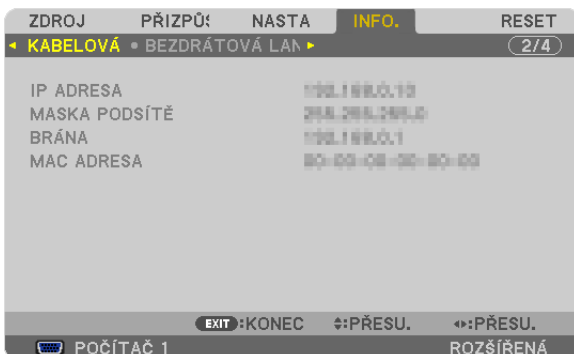 ZDROJ PŘIZPŮ NASTA INFO. RESET
KABELOVÁ • BEZDRÁTOVÁ LAN 2/4
IP ADRESA
MASKA PODSÍTĚ
BRÁNA
MAC ADRESA
EXIT :KONEC :PŘESU. :PŘESU.
POČÍTAČ 1 ROZŠÍŘENÁ